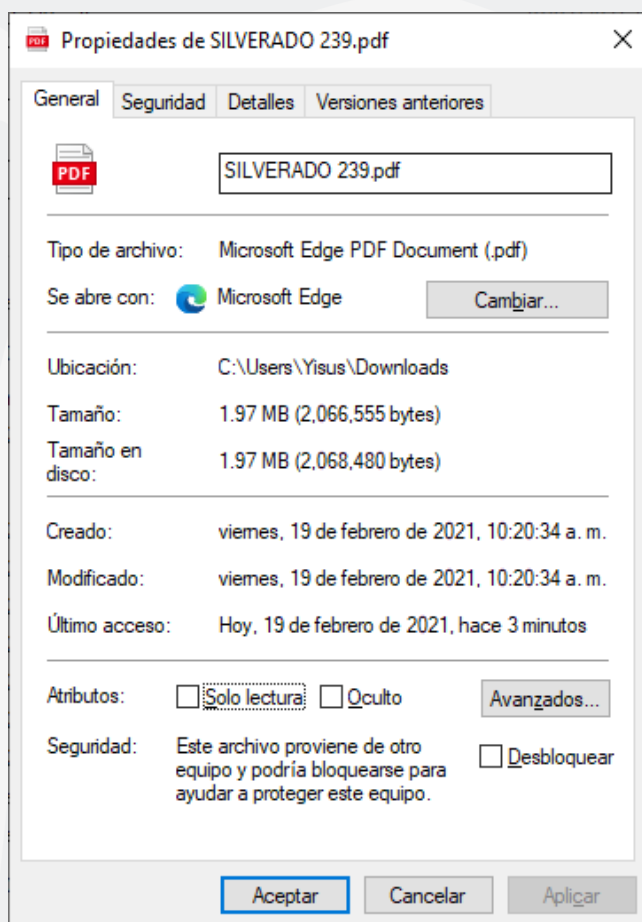 Propiedades de SILVERADO 239.pdf
General Seguridad Detalles Versiones anteriores
PDF
SILVERADO 239.pdf
Tipo de archivo: Microsoft Edge PDF Document (.pdf)
Se abre con: Microsoft Edge Cambiar...
Ubicación: C:\Users\Yisus\Downloads
Tamaño: 1.97 MB (2,066,555 bytes)
Tamaño en
disco: 1.97 MB (2,068,480 bytes)
Creado: viernes, 19 de febrero de 2021, 10:20:34 a. m.
Modificado: viernes, 19 de febrero de 2021, 10:20:34 a. m.
Último acceso: Hoy, 19 de febrero de 2021, hace 3 minutos
Atributos: Solo lectura Oculto Avanzados...
Seguridad: Este archivo proviene de otro
equipo y podría bloquearse para
ayudar a proteger este equipo.
Desbloquear
Aceptar Cancelar Aplicar